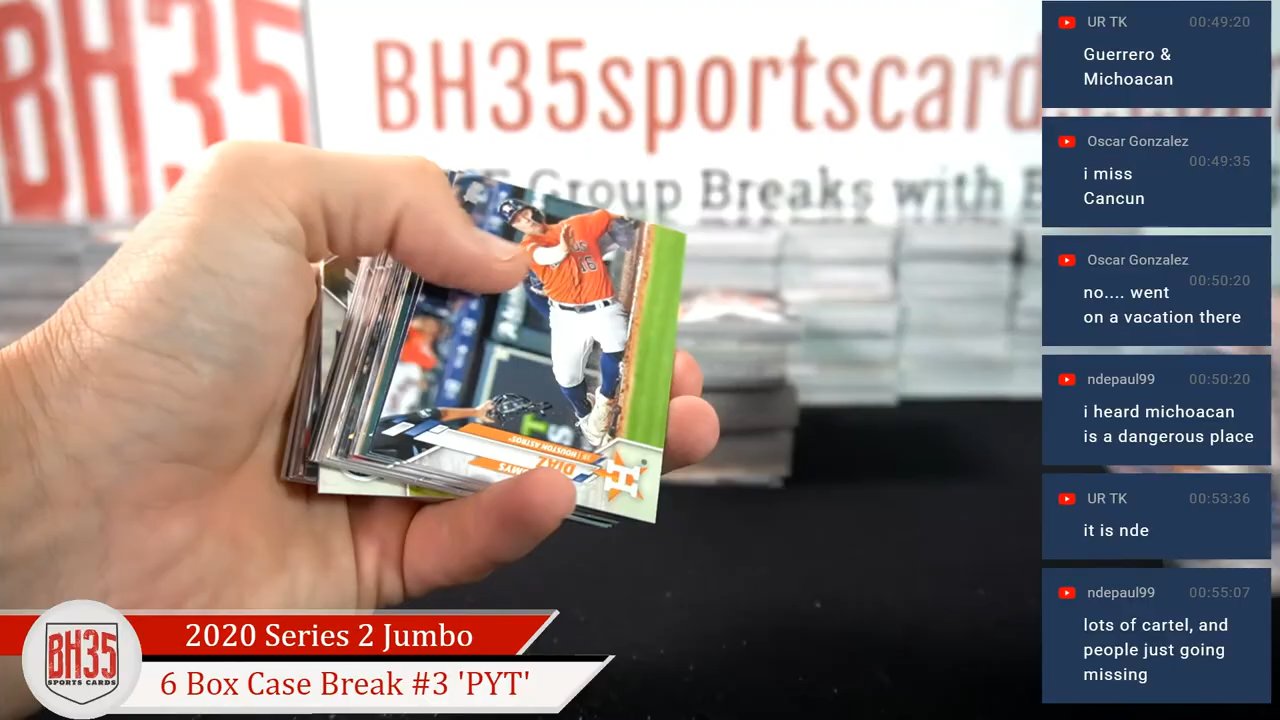 BH35
BH35sportscard
Group Breaks with
16
DIAZ
HOUSTON ASTROS
H
BH35
SPORTS CARDS
2020 Series 2 Jumbo
6 Box Case Break #3 'PYT'
UR TK 00:49:20
Guerrero &
Michoacan
Oscar Gonzalez
00:49:35
i miss
Cancun
Oscar Gonzalez
00:50:20
no.... went
on a vacation there
ndepaul99 00:50:20
i heard michoacan
is a dangerous place
UR TK 00:53:36
it is nde
ndepaul99 00:55:07
lots of cartel, and
people just going
missing